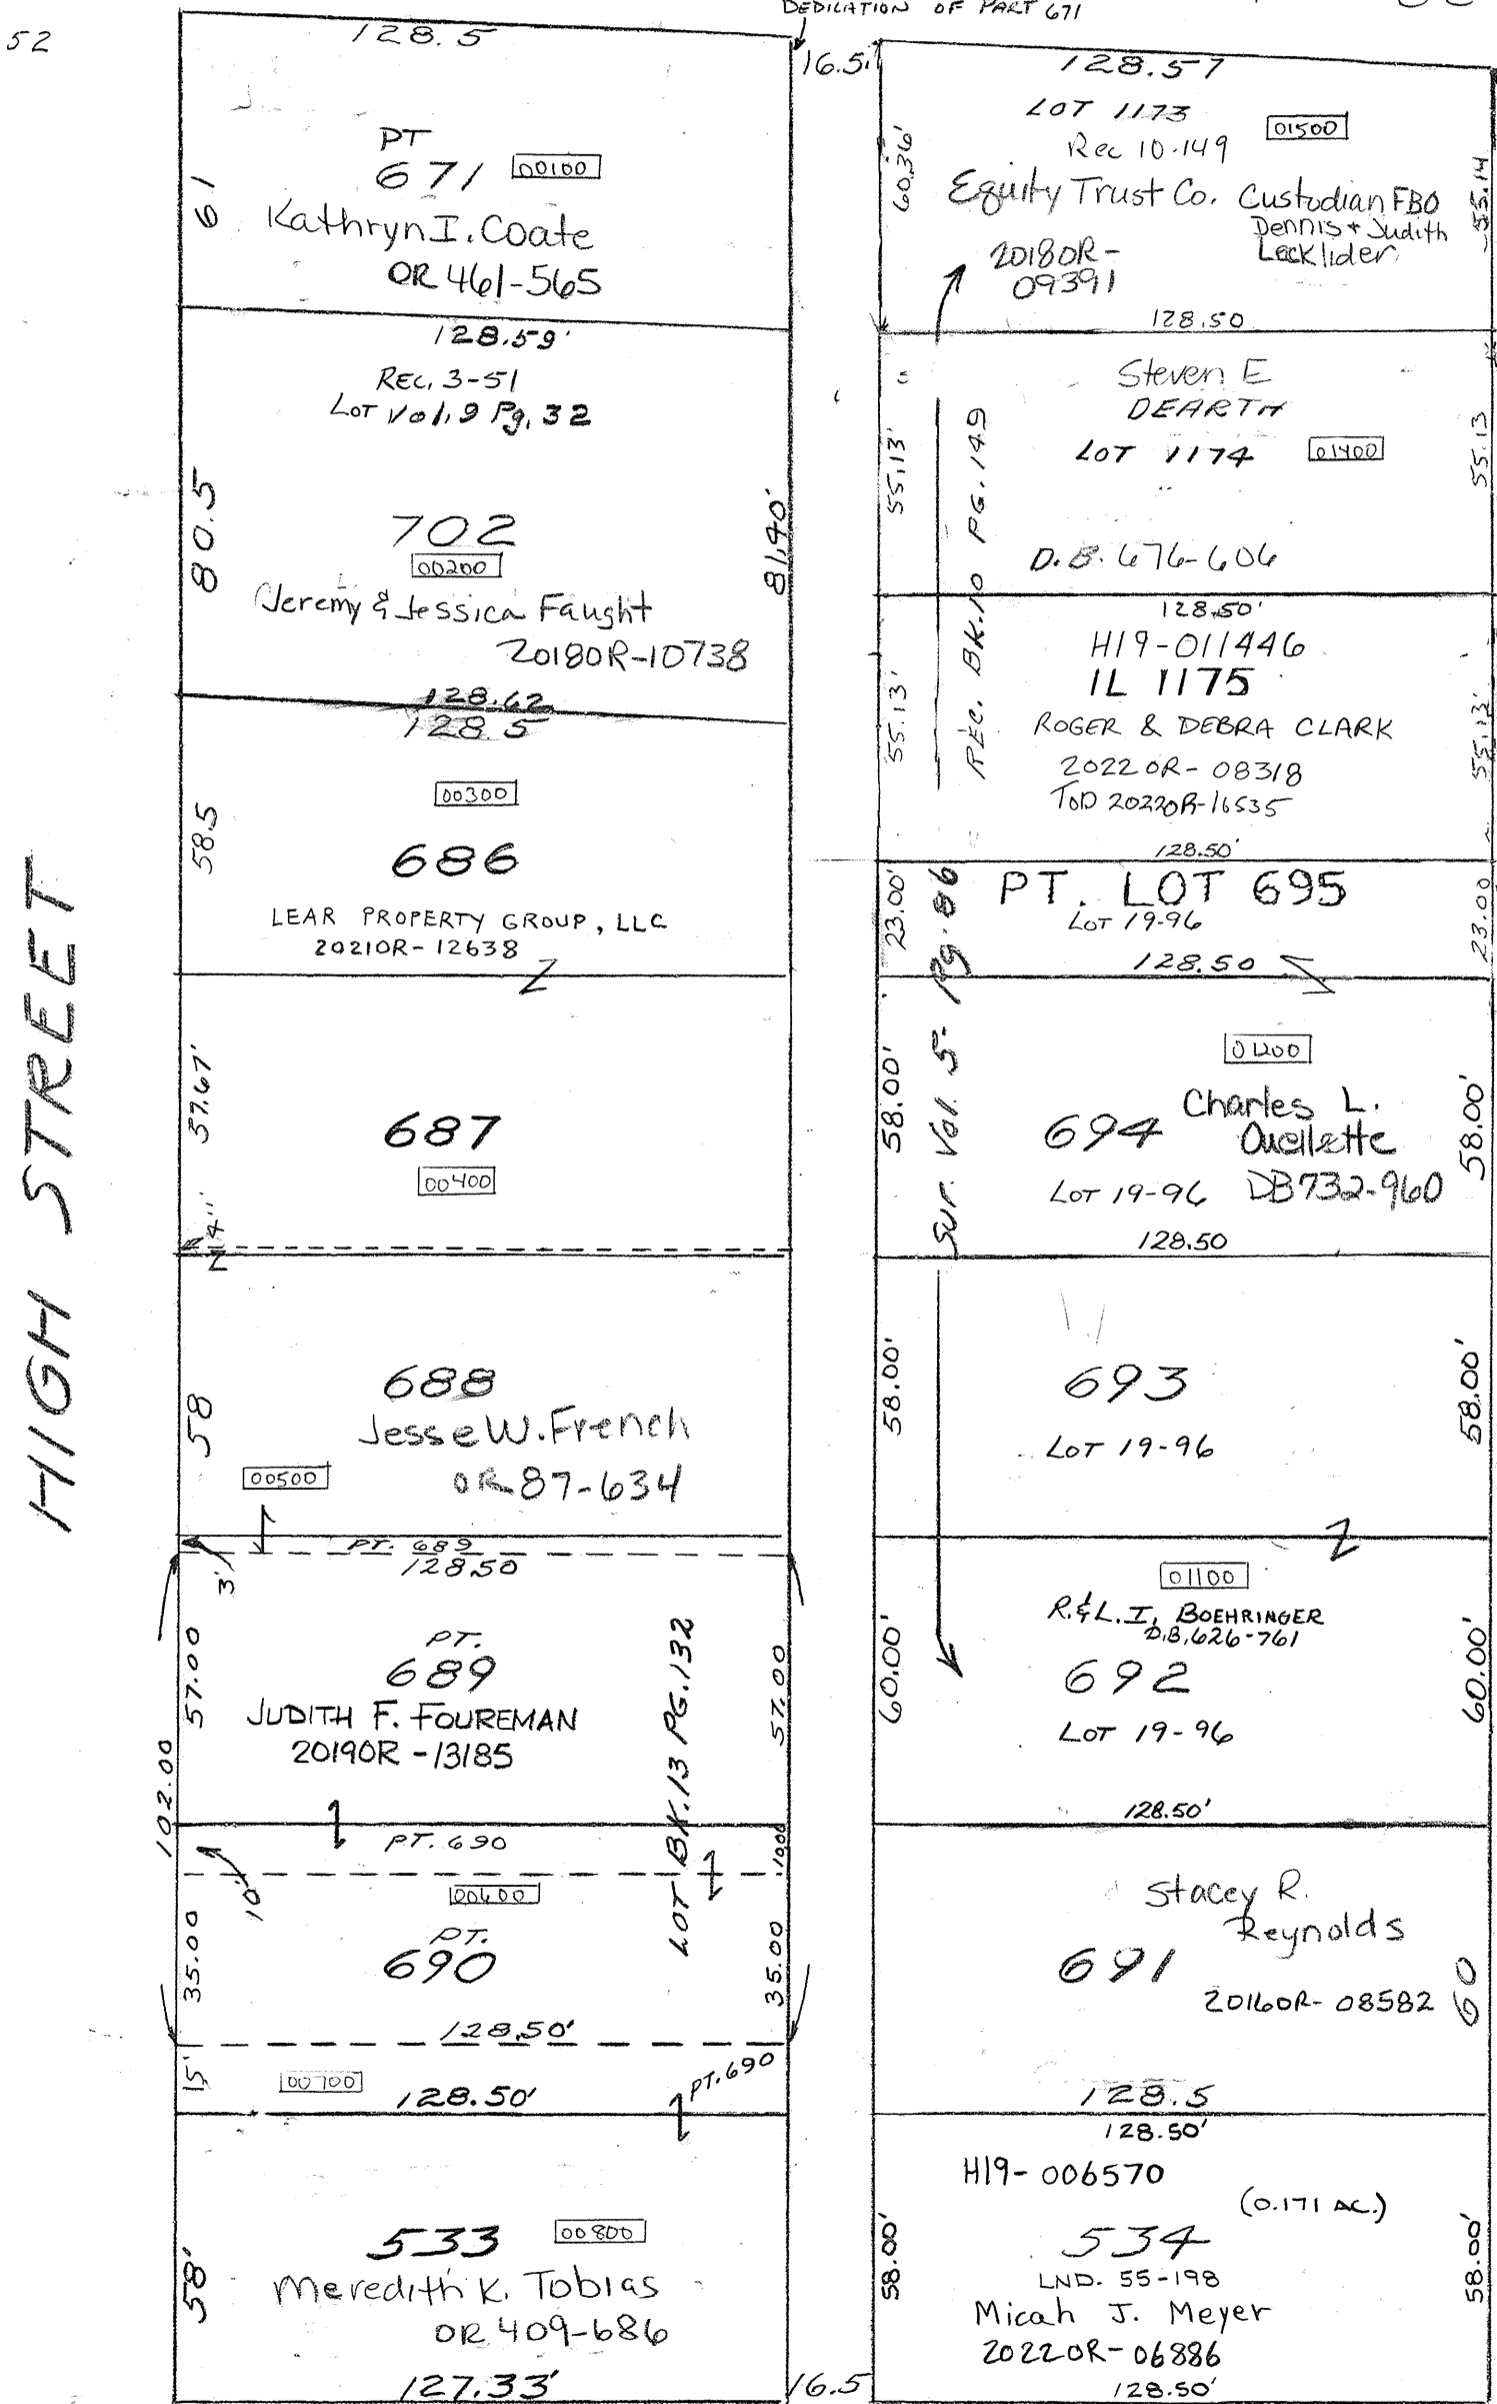 52
DEDICATION OF PART 671
128.5
16.5'
PT
671 00100
61
Kathryn I. Coate
OR 461-565
128.59'
REC. 3-51
LOT Vol. 9 Pg. 32
80.5
81.40'
702
00200
Jeremy & Jessica Faught
2018OR-10738
128.62
128.5
00300
58.5
686
LEAR PROPERTY GROUP, LLC
2021OR-12638
HIGH STREET
37.67'
687
00400
4"
688
58
Jesse W. French
OR 87-634
00500
PT. 689
128.50
3'
PT.
689
57.00
57.00
JUDITH F. FOUREMAN
2019OR-13185
LOT BK. 13 PG. 132
102.00
PT. 690
10.00
10'
00600
PT.
690
35.00
35.00
128.50'
15'
00700
128.50'
PT. 690
533 00800
58'
Meredith K. Tobias
OR 409-686
127.33'
16.5
128.57
LOT 1173
01500
Rec 10-149
60.36'
55.14
Equity Trust Co. Custodian FBO
Dennis + Judith
Lecklider
2018OR-
09391
128.50
Steven E
DEARTH
55.13'
55.13
LOT 1174 01400
D.B. 676-606
REC. BK. 10 PG. 149
128.50'
H19-011446
IL 1175
55.13'
55.13'
ROGER & DEBRA CLARK
2022OR-08318
TOD 2022OR-16535
128.50'
PT. LOT 695
23.00'
23.00
LOT 19-96
128.50
Sur. Vol. 5- Pg. 86
01200
58.00'
58.00'
694 Charles L.
Ouellette
LOT 19-96 DB 732-960
128.50
58.00'
58.00'
693
LOT 19-96
01100
R. & L. I. BOEHRINGER
D.B. 626-761
60.00'
60.00'
692
LOT 19-96
128.50'
Stacey R.
Reynolds
691
60
2016OR-08582
128.5
128.50'
H19-006570
(0.171 AC.)
534
58.00'
58.00'
LND. 55-198
Micah J. Meyer
2022OR-06886
128.50'